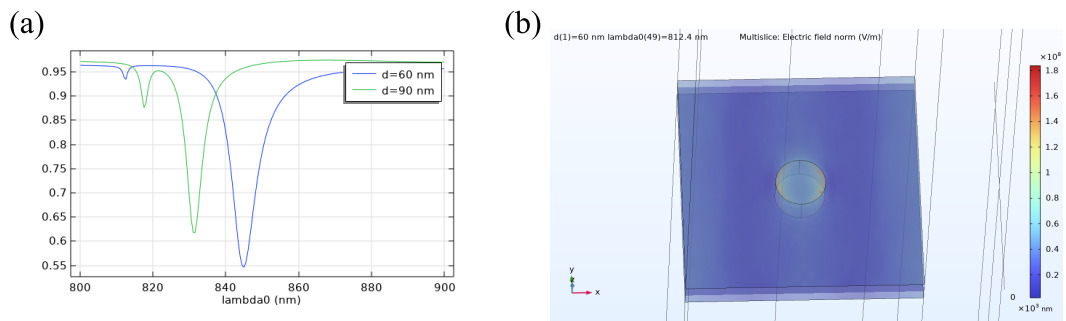 (a)
0.95
0.9
0.85
0.8
0.75
0.7
0.65
0.6
0.55
800
820
840
860
880
900
lambda0 (nm)
d=60 nm
d=90 nm
(b)
d(1)=60 nm lambda0(49)=812.4 nm
Multislice: Electric field norm (V/m)
×10⁸
1.8
1.6
1.4
1.2
1
0.8
0.6
0.4
0.2
0
×10³ nm
y
x